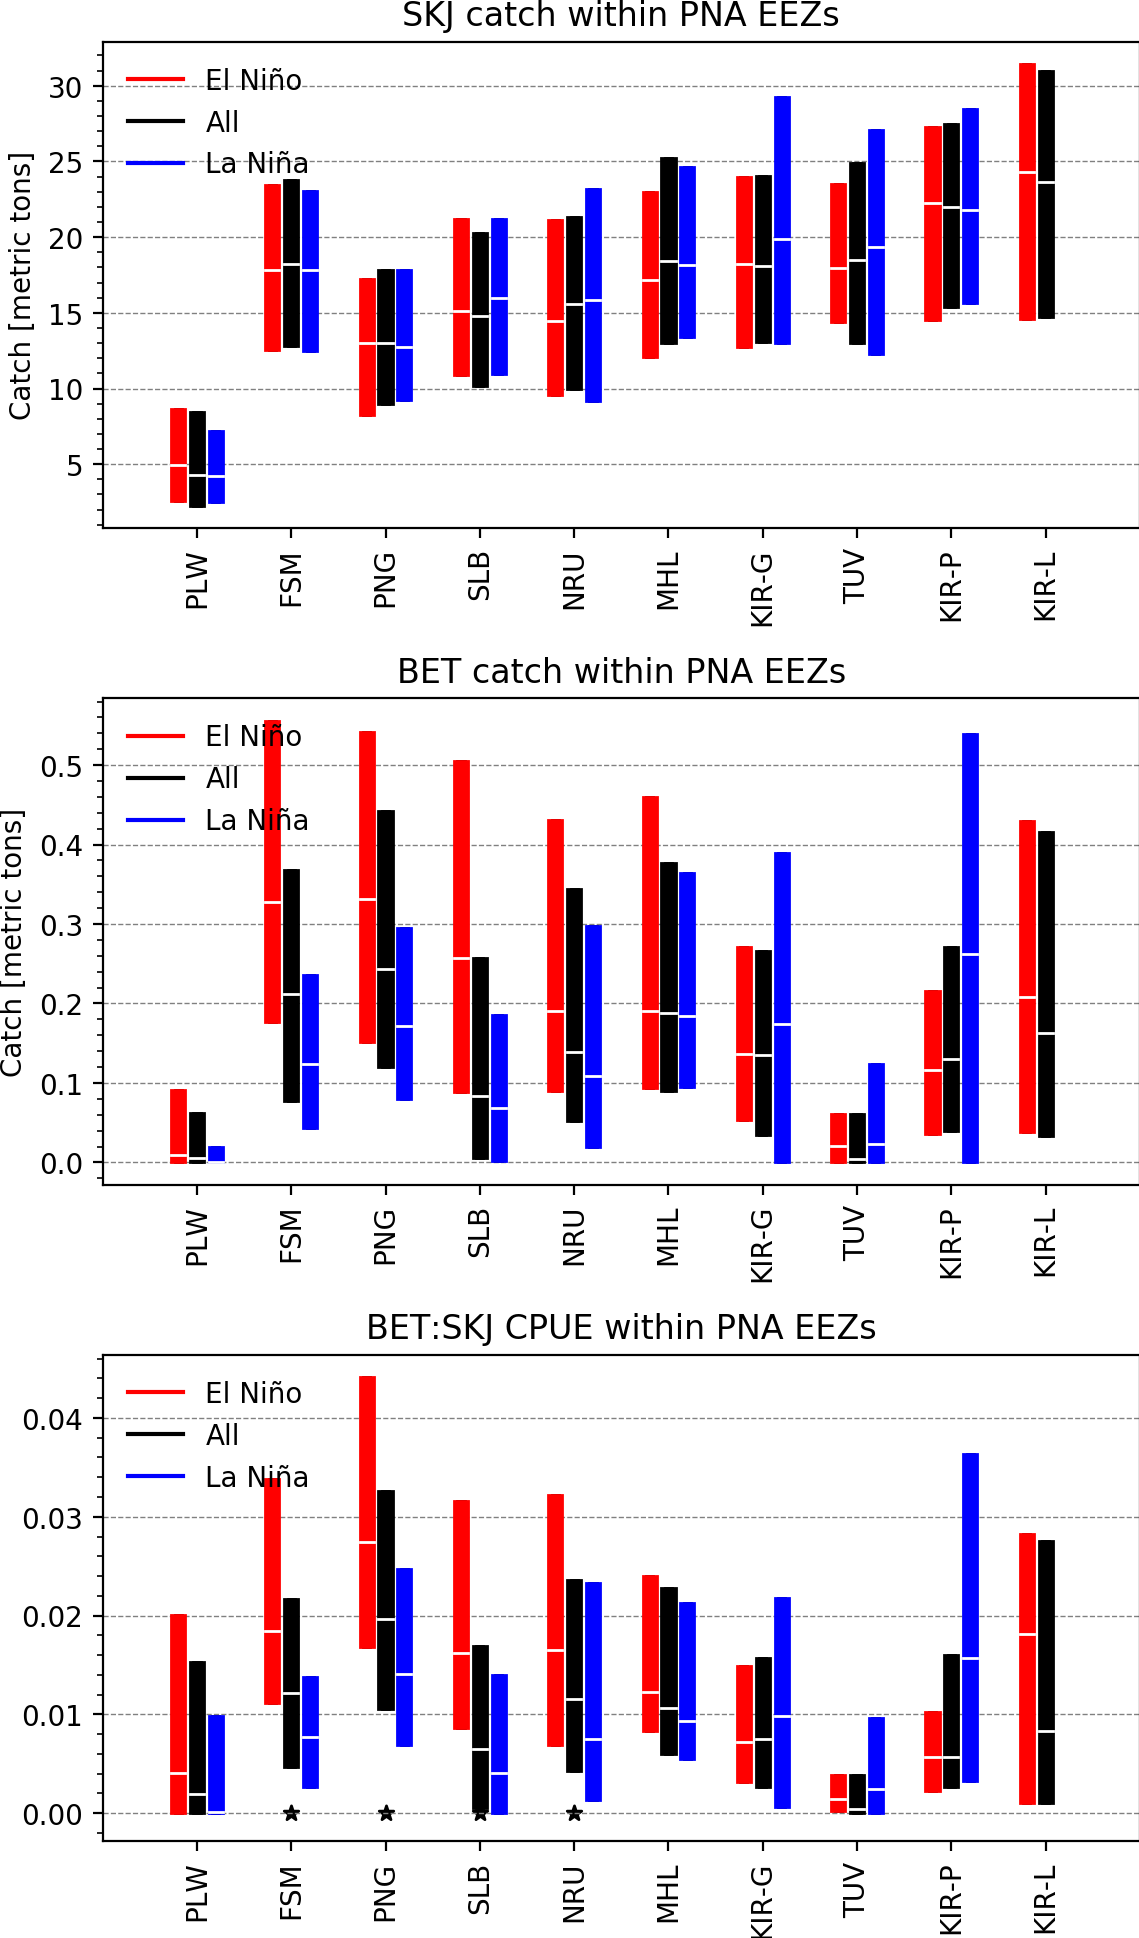 SKJ catch within PNA EEZs
Catch [metric tons]
30
25
20
15
10
5
El Niño
All
La Niña
PLW
FSM
PNG
SLB
NRU
MHL
KIR-G
TUV
KIR-P
KIR-L
BET catch within PNA EEZs
Catch [metric tons]
0.5
0.4
0.3
0.2
0.1
0.0
El Niño
All
La Niña
PLW
FSM
PNG
SLB
NRU
MHL
KIR-G
TUV
KIR-P
KIR-L
BET:SKJ CPUE within PNA EEZs
0.04
0.03
0.02
0.01
0.00
El Niño
All
La Niña
PLW
FSM
PNG
SLB
NRU
MHL
KIR-G
TUV
KIR-P
KIR-L